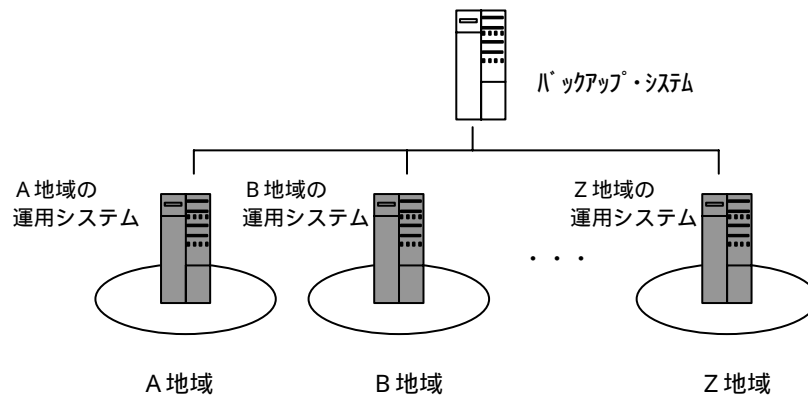 ﾊﾞｯｸｱｯﾌﾟ・ｼｽﾃﾑ
Ａ地域の
運用システム
Ｂ地域の
運用システム
Ｚ地域の
運用システム
・・・
Ａ地域
Ｂ地域
Ｚ地域